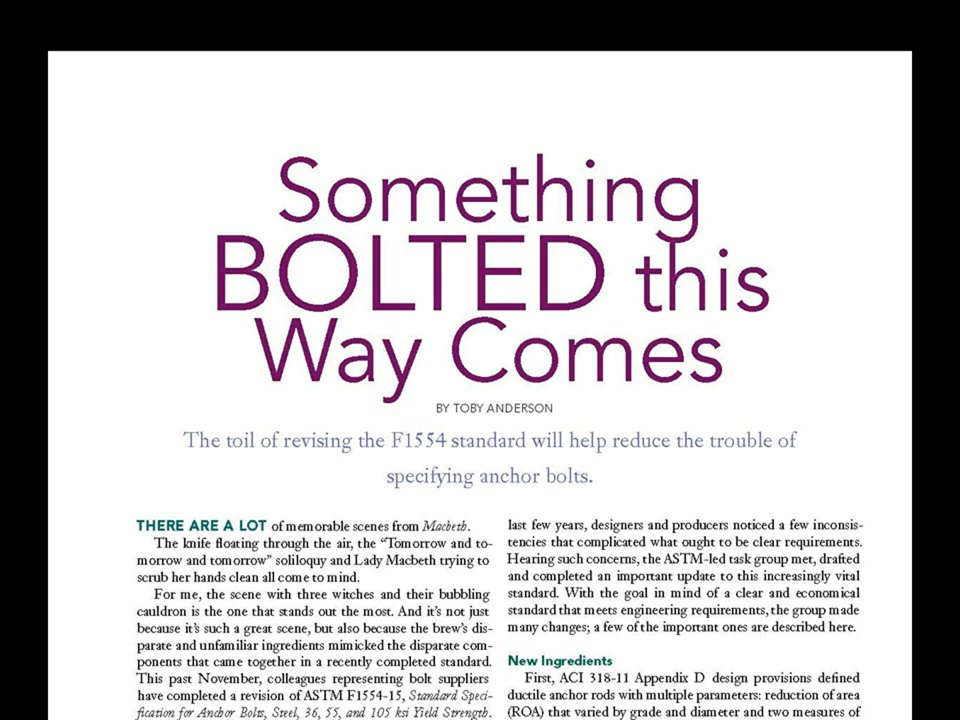 Something
BOLTED this
Way Comes
BY TOBY ANDERSON
The toil of revising the F1554 standard will help reduce the trouble of
specifying anchor bolts.
THERE ARE A LOT of memorable scenes from Macbeth.
The knife floating through the air, the “Tomorrow and to-
morrow and tomorrow” soliloquy and Lady Macbeth trying to
scrub her hands clean all come to mind.
For me, the scene with three witches and their bubbling
cauldron is the one that stands out the most. And it’s not just
because it’s such a great scene, but also because the brew’s dis-
parate and unfamiliar ingredients mimicked the disparate com-
ponents that came together in a recently completed standard.
This past November, colleagues representing bolt suppliers
have completed a revision of ASTM F1554-15, Standard Speci-
fication for Anchor Bolts, Steel, 36, 55, and 105 ksi Yield Strength.
last few years, designers and producers noticed a few inconsis-
tencies that complicated what ought to be clear requirements.
Hearing such concerns, the ASTM-led task group met, drafted
and completed an important update to this increasingly vital
standard. With the goal in mind of a clear and economical
standard that meets engineering requirements, the group made
many changes; a few of the important ones are described here.
New Ingredients
First, ACI 318-11 Appendix D design provisions defined
ductile anchor rods with multiple parameters: reduction of area
(ROA) that varied by grade and diameter and two measures of